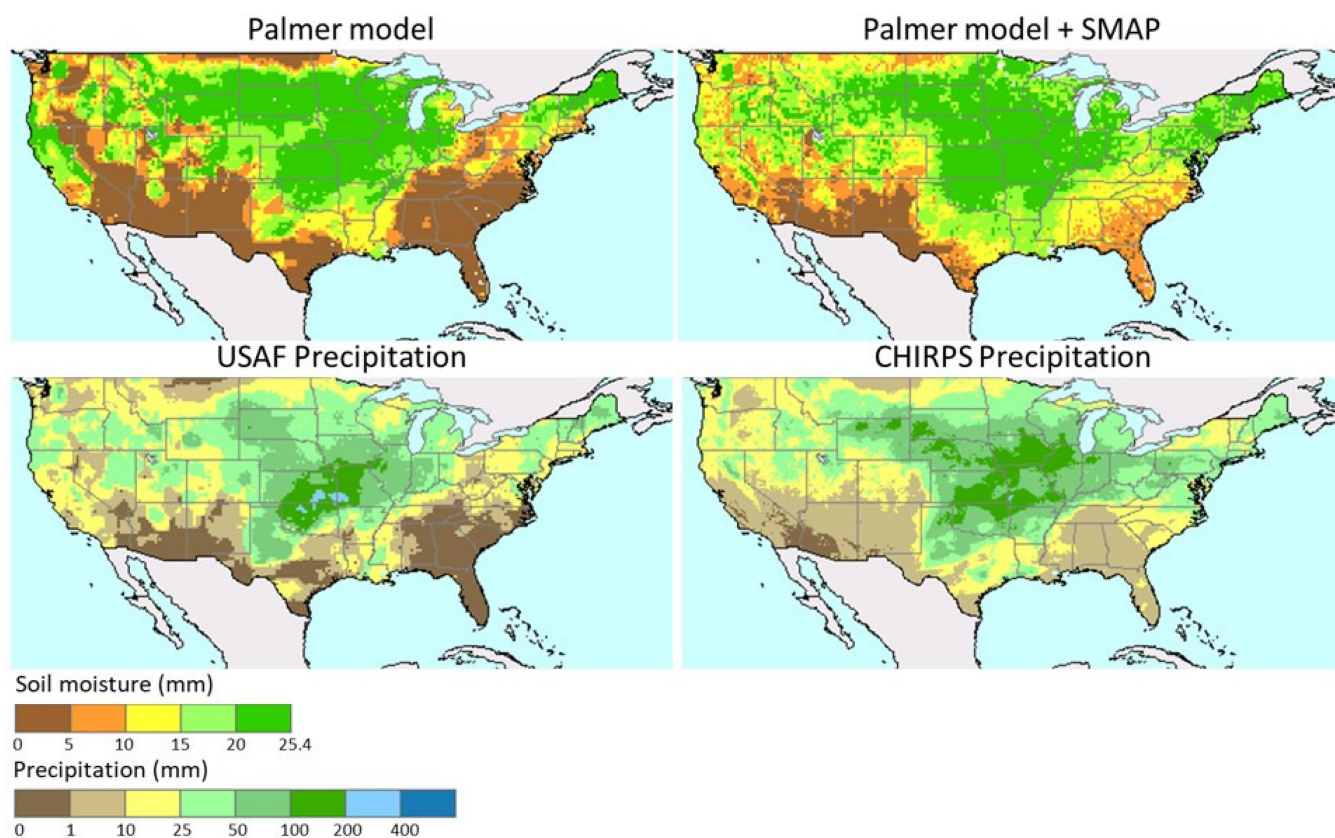 Palmer model
Palmer model + SMAP
USAF Precipitation
CHIRPS Precipitation
Soil moisture (mm)
0 5 10 15 20 25.4
Precipitation (mm)
0 1 10 25 50 100 200 400